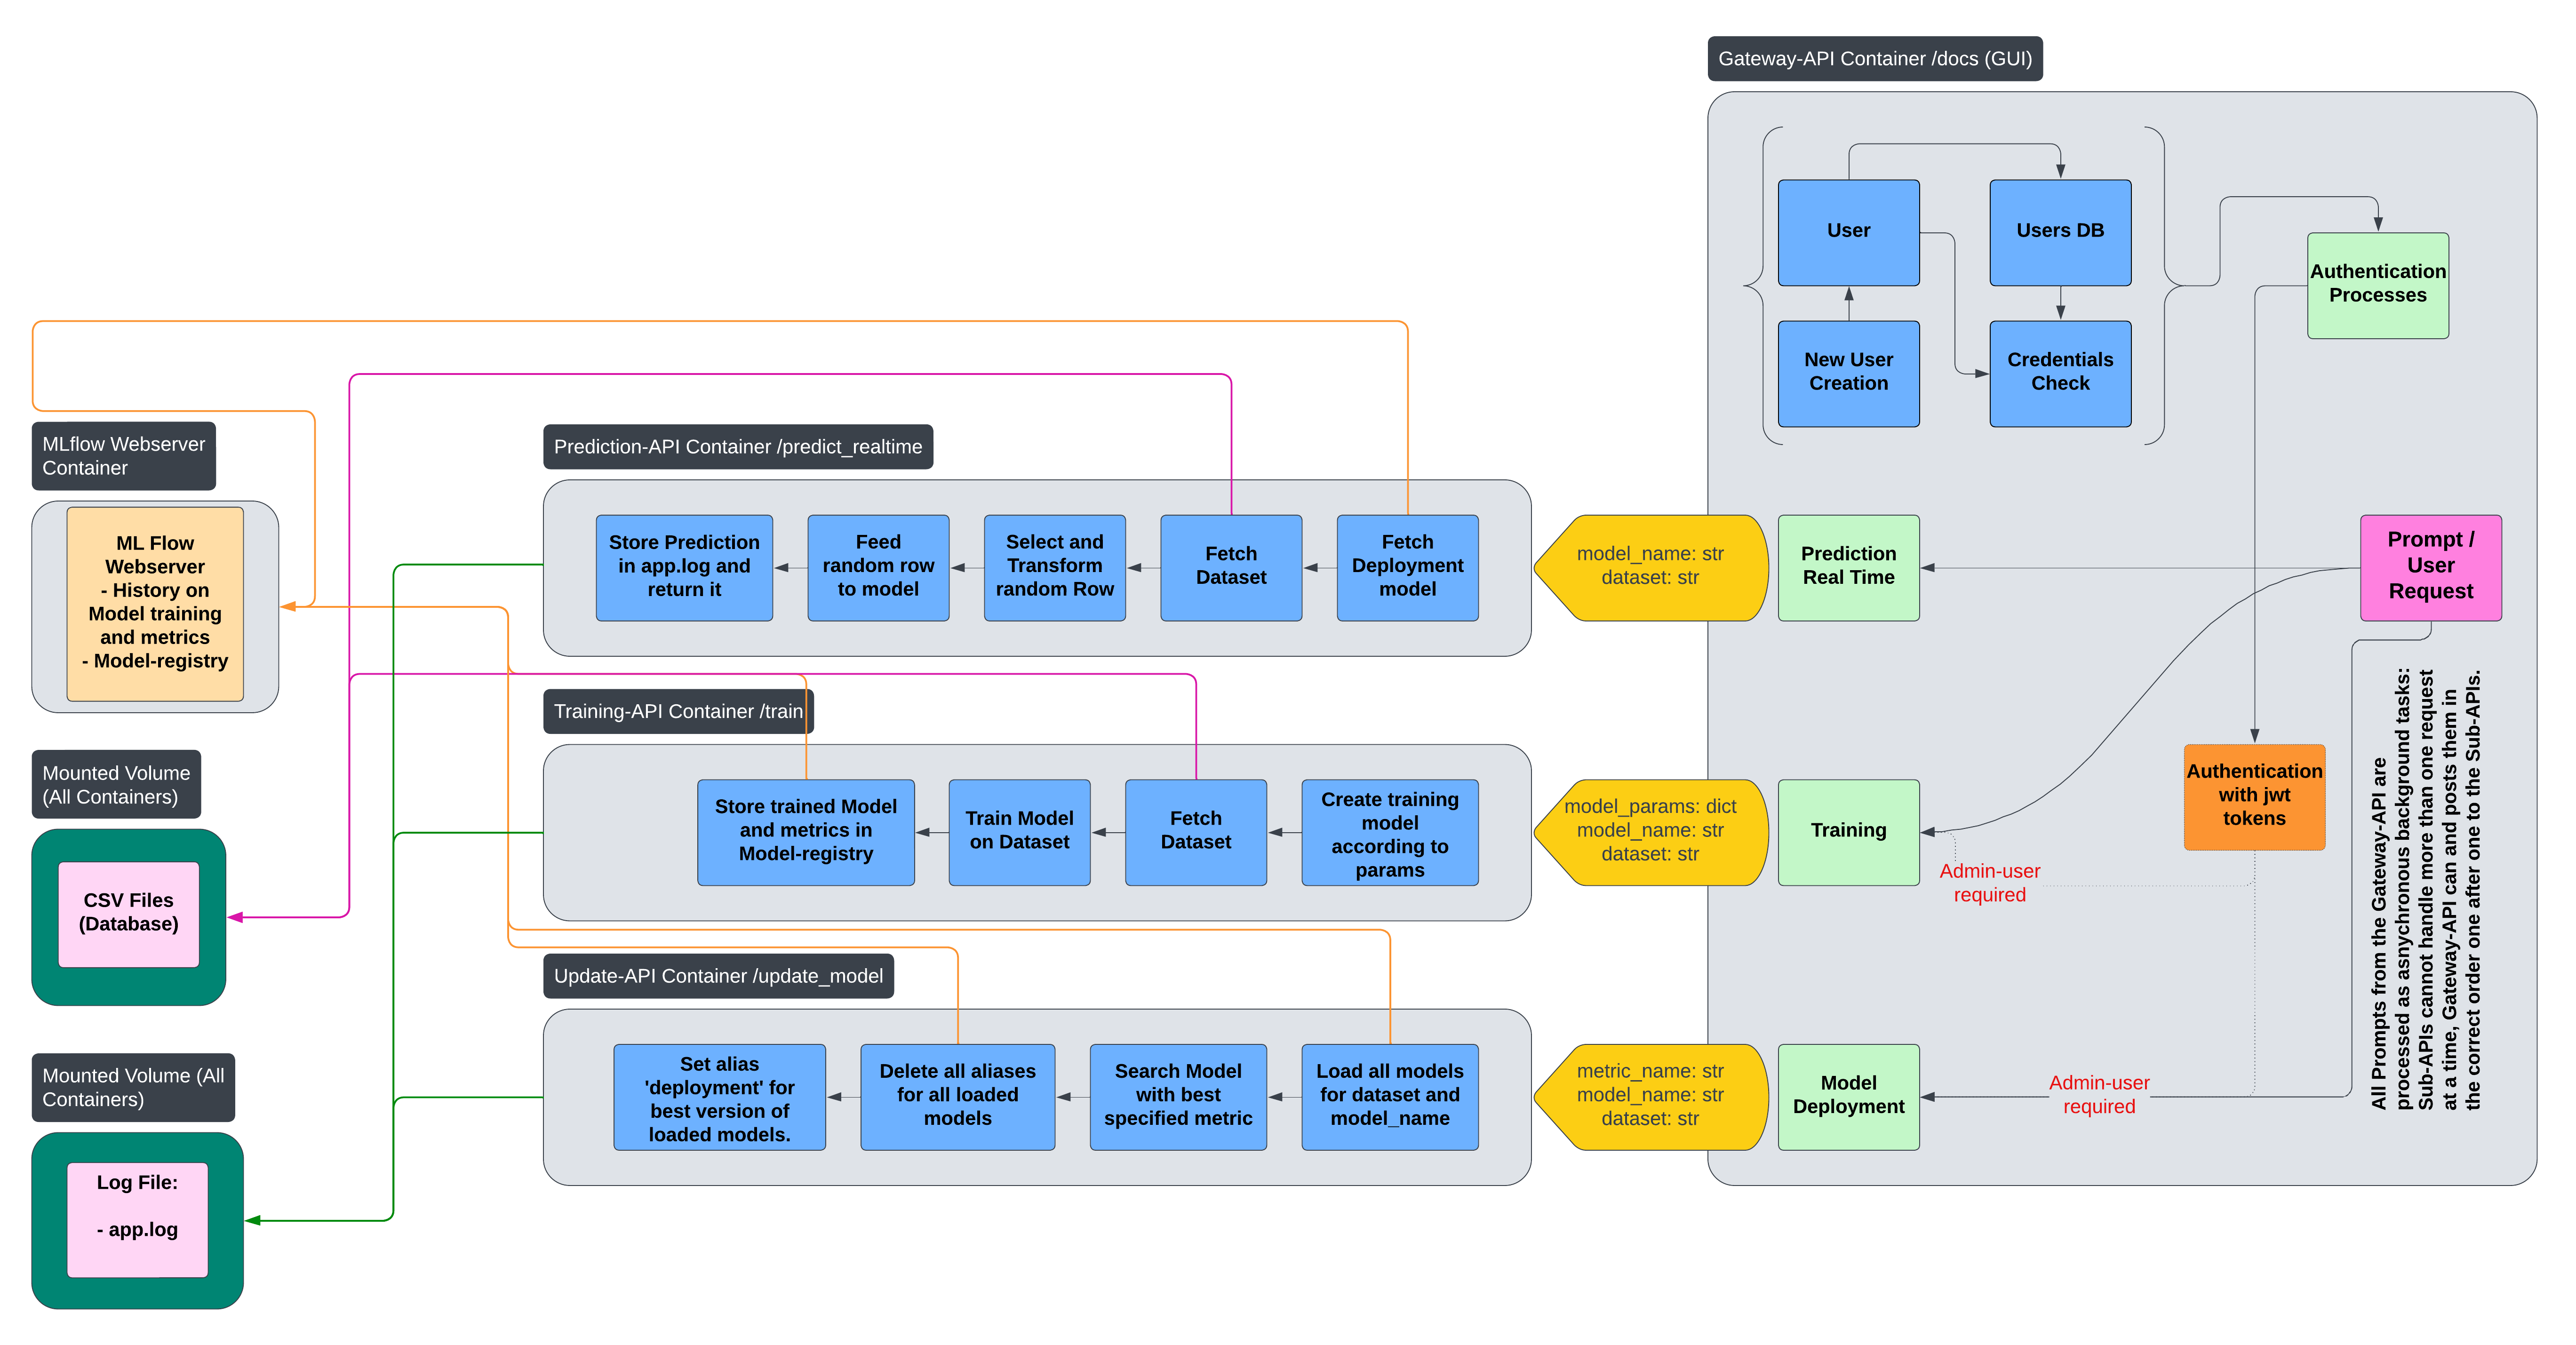 Gateway-API Container /docs (GUI)
User
Users DB
Authentication
Processes
New User
Creation
Credentials
Check
MLflow Webserver
Container
ML Flow
Webserver
- History on
Model training
and metrics
- Model-registry
Prediction-API Container /predict_realtime
Store Prediction
in app.log and
return it
Feed
random row
to model
Select and
Transform
random Row
Fetch
Dataset
Fetch
Deployment
model
model_name: str
dataset: str
Prediction
Real Time
Prompt /
User
Request
Mounted Volume
(All Containers)
CSV Files
(Database)
Training-API Container /train
Store trained Model
and metrics in
Model-registry
Train Model
on Dataset
Fetch
Dataset
Create training
model
according to
params
model_params: dict
model_name: str
dataset: str
Training
Admin-user
required
Authentication
with jwt
tokens
All Prompts from the Gateway-API are
processed as asnychronous background tasks:
Sub-APIs cannot handle more than one request
at a time, Gateway-API can and posts them in
the correct order one after one to the Sub-APIs.
Mounted Volume (All
Containers)
Log File:
- app.log
Update-API Container /update_model
Set alias
'deployment' for
best version of
loaded models.
Delete all aliases
for all loaded
models
Search Model
with best
specified metric
Load all models
for dataset and
model_name
metric_name: str
model_name: str
dataset: str
Model
Deployment
Admin-user
required